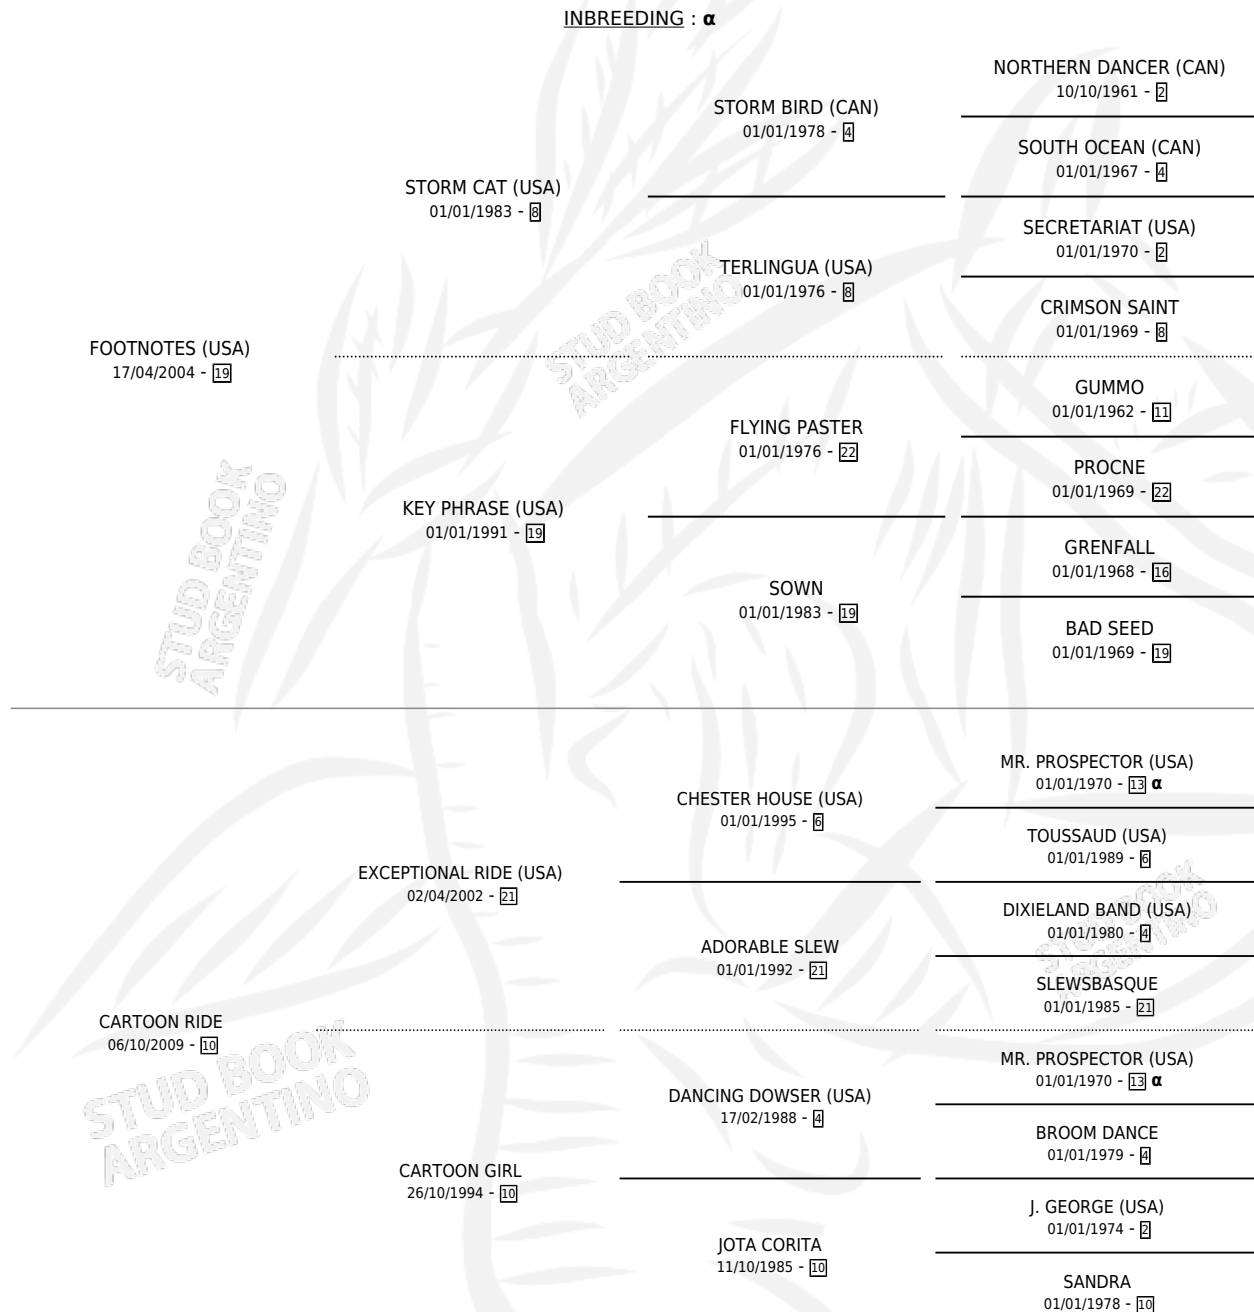 INBREEDING : α
NORTHERN DANCER (CAN)
10/10/1961 - 2
STORM BIRD (CAN)
01/01/1978 - 4
SOUTH OCEAN (CAN)
01/01/1967 - 4
STORM CAT (USA)
01/01/1983 - 8
SECRETARIAT (USA)
01/01/1970 - 2
TERLINGUA (USA)
01/01/1976 - 8
CRIMSON SAINT
01/01/1969 - 8
FOOTNOTES (USA)
17/04/2004 - 19
GUMMO
01/01/1962 - 11
FLYING PASTER
01/01/1976 - 22
PROCNE
01/01/1969 - 22
KEY PHRASE (USA)
01/01/1991 - 19
GRENFALL
01/01/1968 - 16
SOWN
01/01/1983 - 19
BAD SEED
01/01/1969 - 19
MR. PROSPECTOR (USA)
01/01/1970 - 13 α
CHESTER HOUSE (USA)
01/01/1995 - 6
TOUSSAUD (USA)
01/01/1989 - 6
EXCEPTIONAL RIDE (USA)
02/04/2002 - 21
DIXIELAND BAND (USA)
01/01/1980 - 4
ADORABLE SLEW
01/01/1992 - 21
SLEWSBASQUE
01/01/1985 - 21
CARTOON RIDE
06/10/2009 - 10
MR. PROSPECTOR (USA)
01/01/1970 - 13 α
DANCING DOWSER (USA)
17/02/1988 - 4
BROOM DANCE
01/01/1979 - 4
CARTOON GIRL
26/10/1994 - 10
J. GEORGE (USA)
01/01/1974 - 2
JOTA CORITA
11/10/1985 - 10
SANDRA
01/01/1978 - 10
STUD BOOK
ARGENTINO
STUD BOOK
ARGENTINO
STUD BOOK
ARGENTINO
STUD BOOK
ARGENTINO